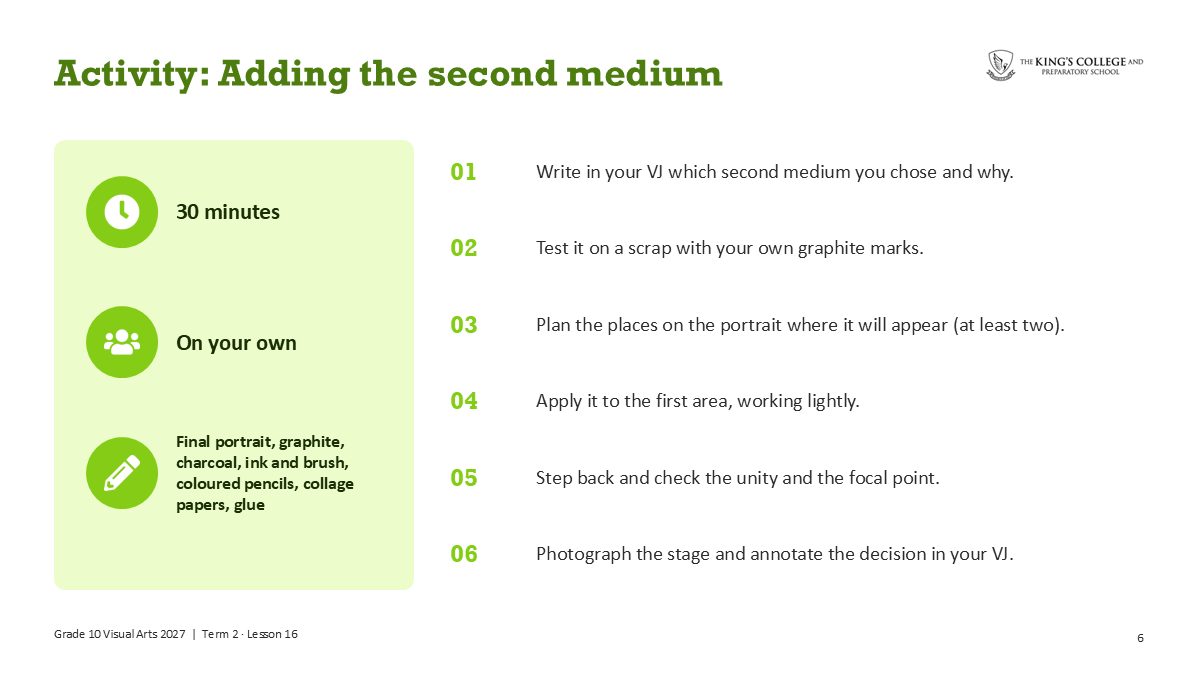 Activity: Adding the second medium
THE KING'S COLLEGE AND
PREPARATORY SCHOOL
30 minutes
On your own
Final portrait, graphite,
charcoal, ink and brush,
coloured pencils, collage
papers, glue
01 Write in your VJ which second medium you chose and why.
02 Test it on a scrap with your own graphite marks.
03 Plan the places on the portrait where it will appear (at least two).
04 Apply it to the first area, working lightly.
05 Step back and check the unity and the focal point.
06 Photograph the stage and annotate the decision in your VJ.
Grade 10 Visual Arts 2027 | Term 2 · Lesson 16
6